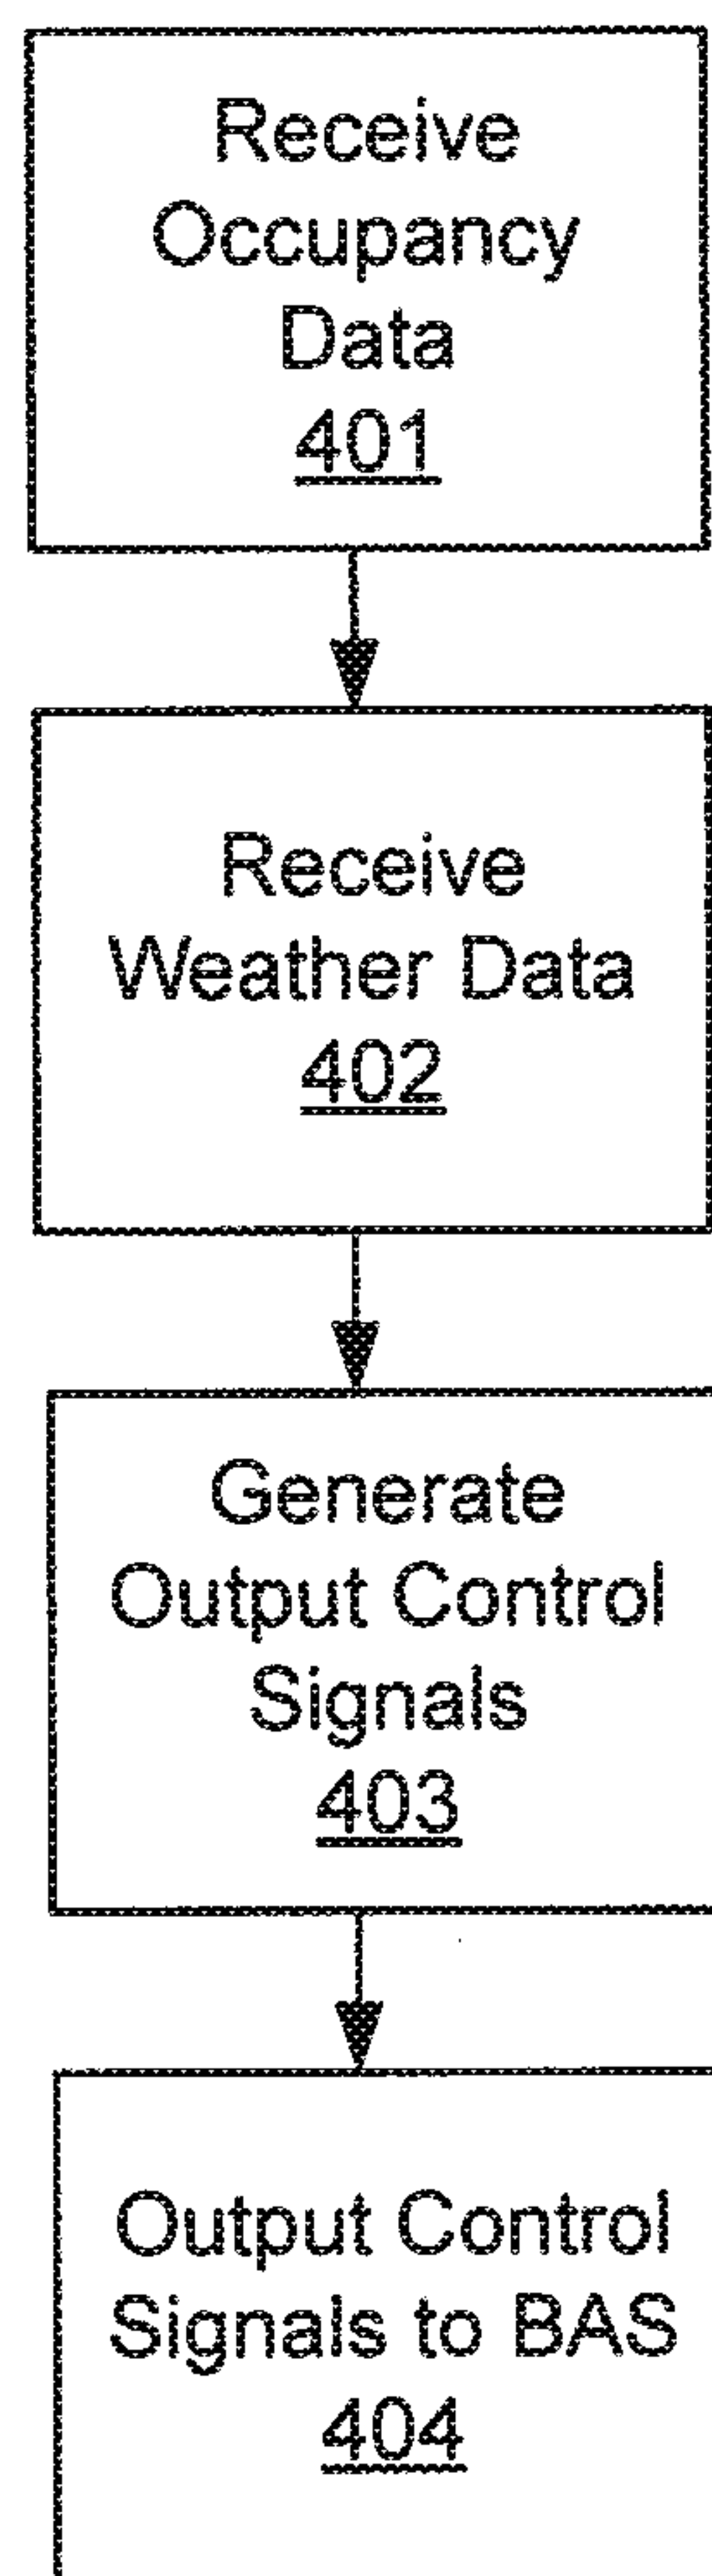 Receive
Occupancy
Data
401
Receive
Weather Data
402
Generate
Output Control
Signals
403
Output Control
Signals to BAS
404